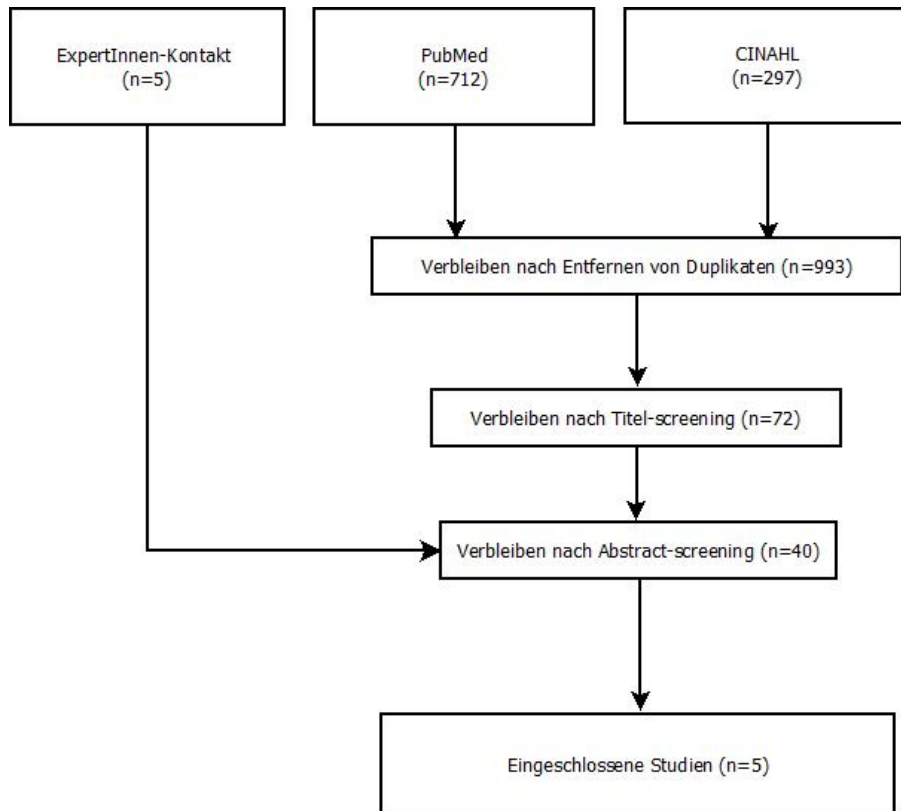 ExpertInnen-Kontakt
(n=5)
PubMed
(n=712)
CINAHL
(n=297)
Verbleiben nach Entfernen von Duplikaten (n=993)
Verbleiben nach Titel-screening (n=72)
Verbleiben nach Abstract-screening (n=40)
Eingeschlossene Studien (n=5)